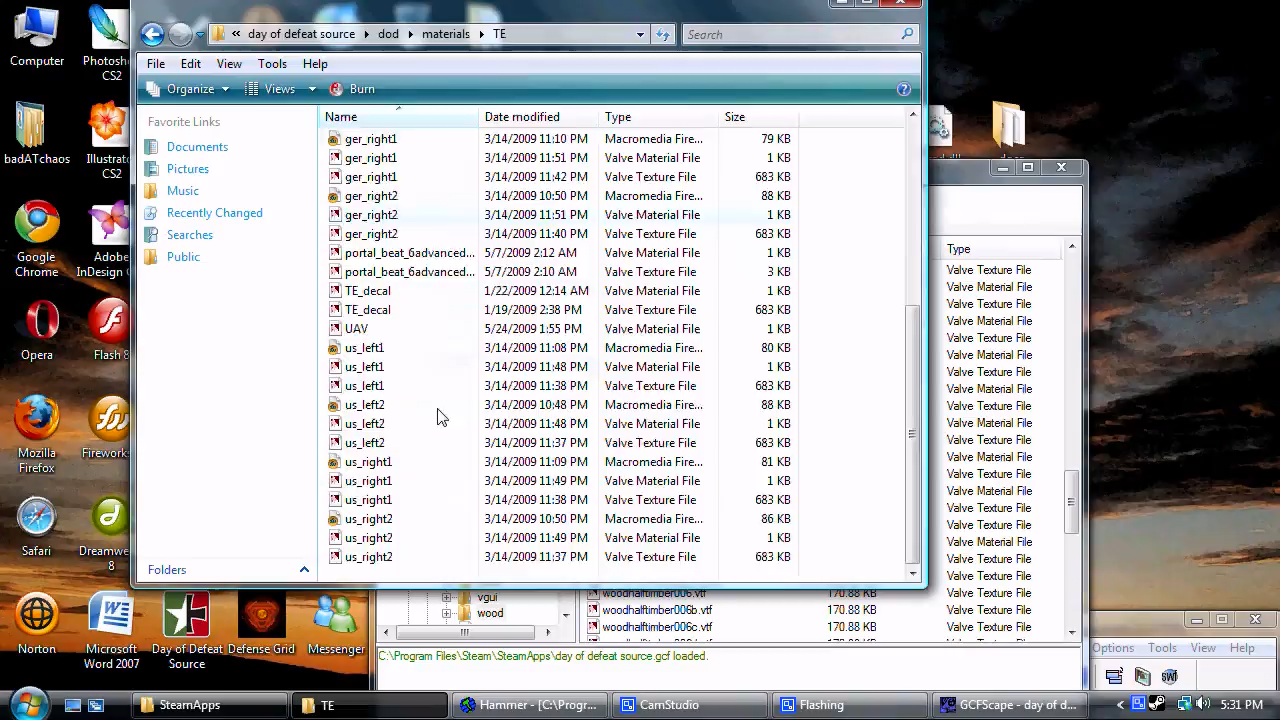 day of defeat source
dod
materials
TE
Search
File
Edit
View
Tools
Help
Organize
Views
Burn
Favorite Links
Documents
Pictures
Music
Recently Changed
Searches
Public
Folders
Name
Date modified
Type
Size
ger_right1 3/14/2009 11:10 PM Macromedia Fire... 79 KB
ger_right1 3/14/2009 11:51 PM Valve Material File 1 KB
ger_right1 3/14/2009 11:42 PM Valve Texture File 683 KB
ger_right2 3/14/2009 10:50 PM Macromedia Fire... 88 KB
ger_right2 3/14/2009 11:51 PM Valve Material File 1 KB
ger_right2 3/14/2009 11:40 PM Valve Texture File 683 KB
portal_beat_6advanced... 5/7/2009 2:12 AM Valve Material File 1 KB
portal_beat_6advanced... 5/7/2009 2:10 AM Valve Texture File 3 KB
TE_decal 1/22/2009 12:14 AM Valve Material File 1 KB
TE_decal 1/19/2009 2:38 PM Valve Texture File 683 KB
UAV 5/24/2009 1:55 PM Valve Material File 1 KB
us_left1 3/14/2009 11:08 PM Macromedia Fire... 80 KB
us_left1 3/14/2009 11:48 PM Valve Material File 1 KB
us_left1 3/14/2009 11:38 PM Valve Texture File 683 KB
us_left2 3/14/2009 10:48 PM Macromedia Fire... 88 KB
us_left2 3/14/2009 11:48 PM Valve Material File 1 KB
us_left2 3/14/2009 11:37 PM Valve Texture File 683 KB
us_right1 3/14/2009 11:09 PM Macromedia Fire... 81 KB
us_right1 3/14/2009 11:49 PM Valve Material File 1 KB
us_right1 3/14/2009 11:38 PM Valve Texture File 683 KB
us_right2 3/14/2009 10:50 PM Macromedia Fire... 86 KB
us_right2 3/14/2009 11:49 PM Valve Material File 1 KB
us_right2 3/14/2009 11:37 PM Valve Texture File 683 KB
Computer
Photosh
CS2
badATchaos
Illustrat
CS2
Google
Chrome
Adobe
InDesign
Opera
Flash 8
Mozilla
Firefox
Firework
Safari
Dreamwe
8
Norton
Microsoft
Word 2007
Day of Defeat
Source
Defense Grid
Messenger
Type
Valve Texture File
Valve Material File
Valve Texture File
Valve Material File
Valve Texture File
Valve Material File
Valve Texture File
Valve Material File
Valve Texture File
Valve Material File
Valve Texture File
Valve Material File
Valve Texture File
Valve Texture File
Valve Material File
Valve Texture File
Valve Texture File
Valve Texture File
Valve Texture File
Valve Texture File
Valve Texture File
Valve Texture File
vgui
wood
woodhalftimber006.vtf 170.88 KB
woodhalftimber006b.vtf 170.88 KB
woodhalftimber006c.vtf 170.88 KB
C:\Program Files\Steam\SteamApps\day of defeat source.gcf loaded.
Options
Tools
View
Help
SteamApps
TE
Hammer - [C:\Progr...
CamStudio
Flashing
GCFScape - day of d...
5:31 PM